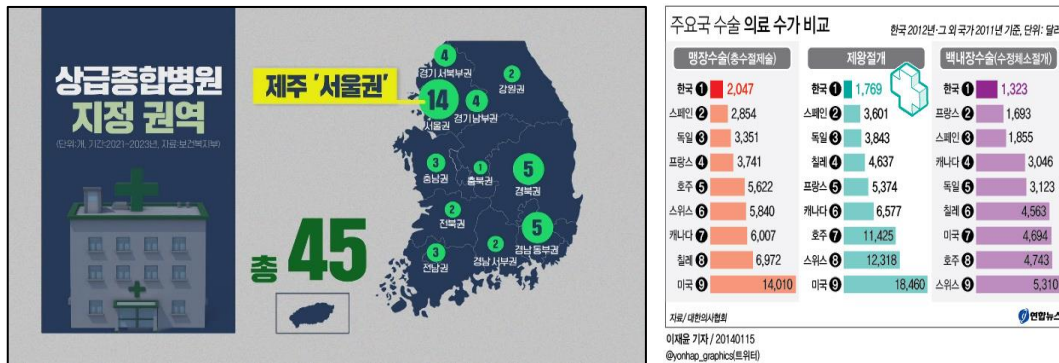 상급종합병원
지정 권역
(단위:개, 기간:2021~2023년, 자료:보건복지부)
제주 '서울권'
4
경기 서북부권
2
강원권
14
서울권
4
경기 남부권
3
충남권
1
충북권
5
경북권
2
전북권
5
경남 동부권
3
전남권
2
경남 서부권
총 45
주요국 수술 의료 수가 비교
한국 2012년·그 외 국가 2011년 기준, 단위: 달러
맹장수술(충수절제술)
한국 1 2,047
스페인 2 2,854
독일 3 3,351
프랑스 4 3,741
호주 5 5,622
스위스 6 5,840
캐나다 7 6,007
칠레 8 6,972
미국 9 14,010
제왕절개
한국 1 1,769
스페인 2 3,601
독일 3 3,843
칠레 4 4,637
프랑스 5 5,374
캐나다 6 6,577
호주 7 11,425
스위스 8 12,318
미국 9 18,460
백내장수술(수정체소절개)
한국 1 1,323
프랑스 2 1,693
스페인 3 1,855
캐나다 4 3,046
독일 5 3,123
칠레 6 4,563
미국 7 4,694
호주 8 4,743
스위스 9 5,310
자료/ 대한의사협회
연합뉴스
이재윤 기자 / 20140115
@yonhap_graphics(트위터)